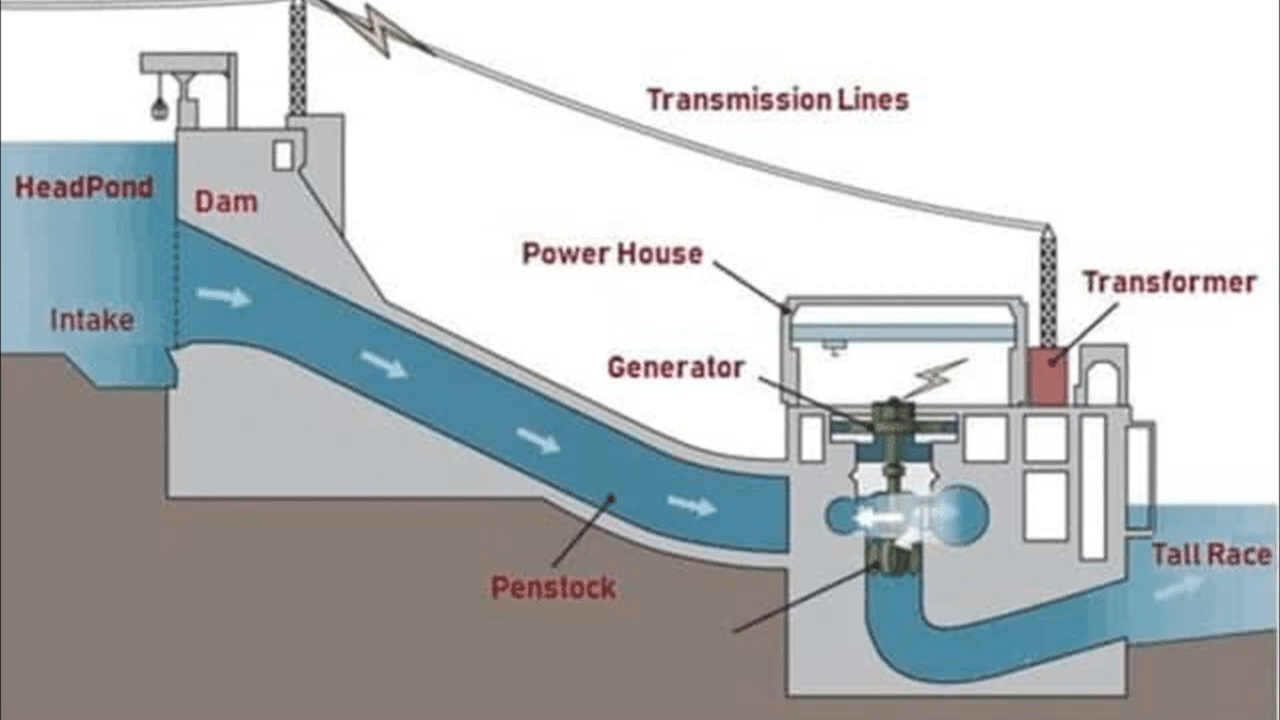 Transmission Lines
HeadPond
Dam
Power House
Transformer
Intake
Generator
Tall Race
Penstock